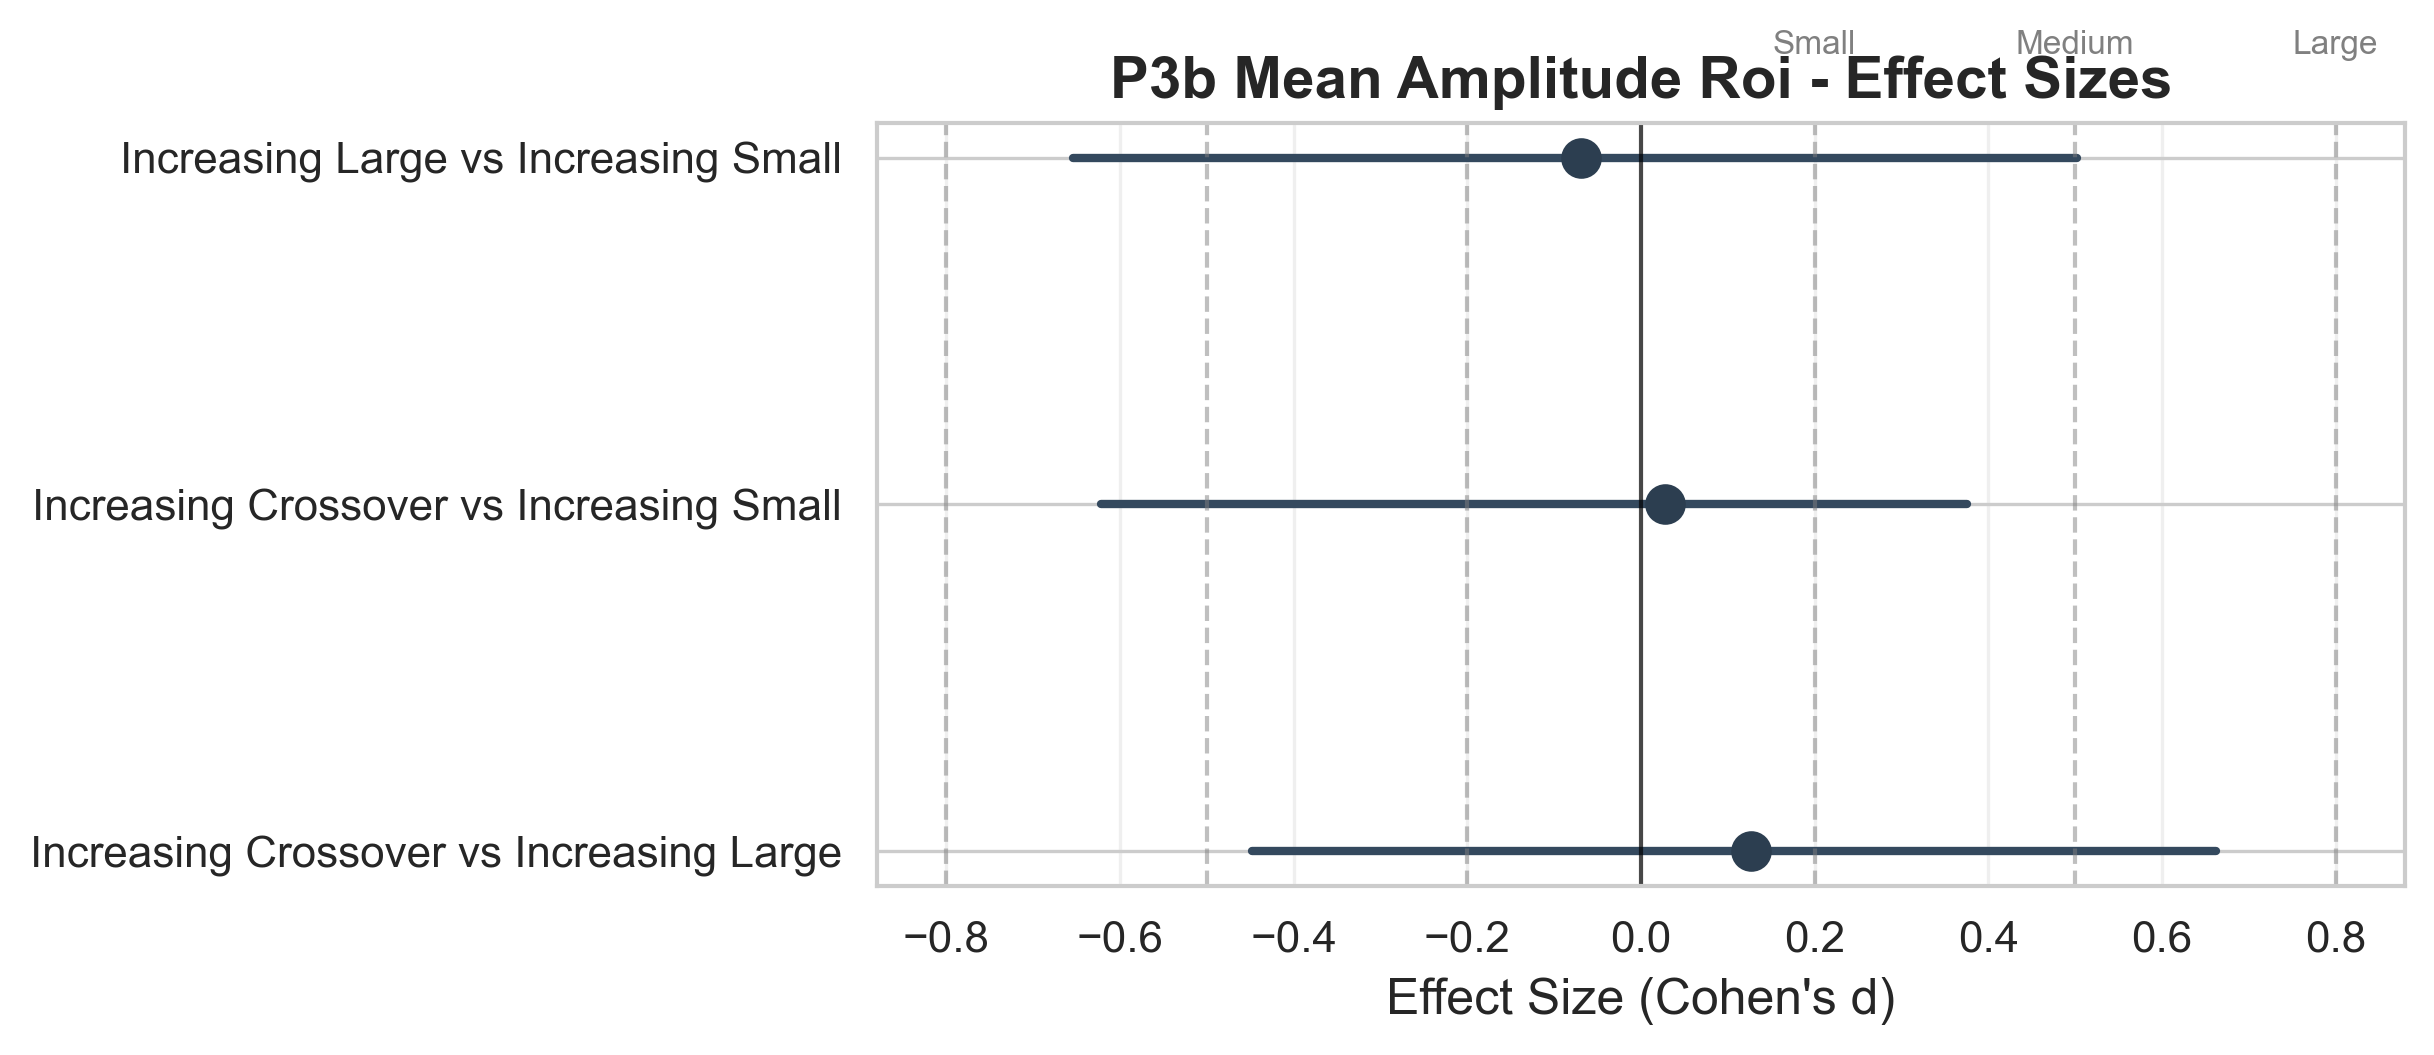 Small Medium Large
P3b Mean Amplitude Roi - Effect Sizes
Increasing Large vs Increasing Small
Increasing Crossover vs Increasing Small
Increasing Crossover vs Increasing Large
−0.8 −0.6 −0.4 −0.2 0.0 0.2 0.4 0.6 0.8
Effect Size (Cohen's d)